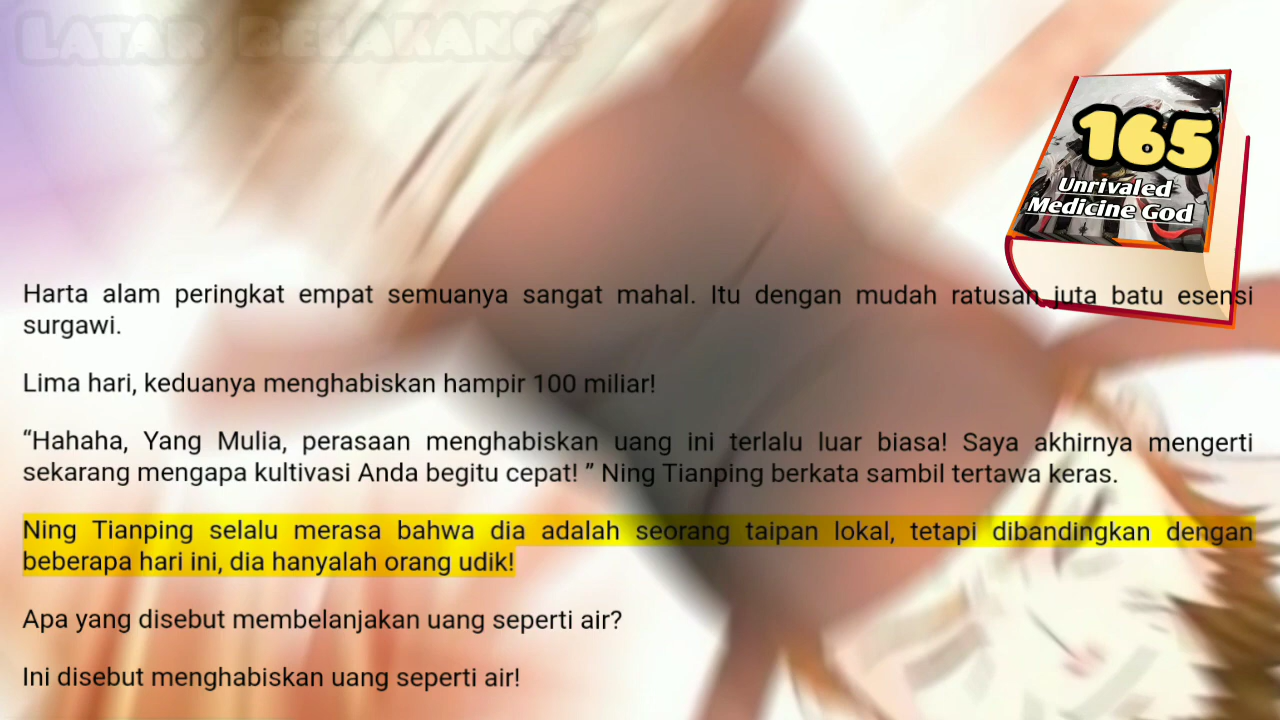 LATAR BELAKANG?
165
Unrivaled
Medicine God
Harta alam peringkat empat semuanya sangat mahal. Itu dengan mudah ratusan juta batu esensi
surgawi.
Lima hari, keduanya menghabiskan hampir 100 miliar!
“Hahaha, Yang Mulia, perasaan menghabiskan uang ini terlalu luar biasa! Saya akhirnya mengerti
sekarang mengapa kultivasi Anda begitu cepat! ” Ning Tianping berkata sambil tertawa keras.
Ning Tianping selalu merasa bahwa dia adalah seorang taipan lokal, tetapi dibandingkan dengan
beberapa hari ini, dia hanyalah orang udik!
Apa yang disebut membelanjakan uang seperti air?
Ini disebut menghabiskan uang seperti air!